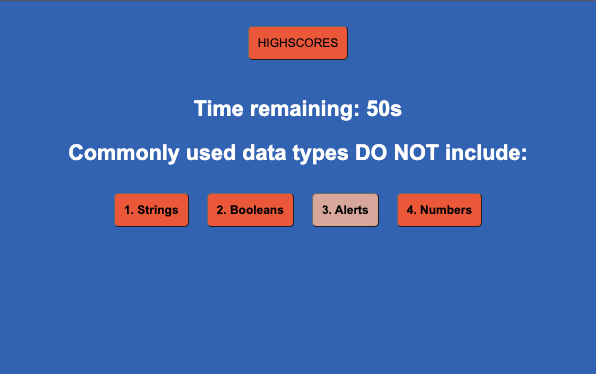 HIGHSCORES
Time remaining: 50s
Commonly used data types DO NOT include:
1. Strings 2. Booleans 3. Alerts 4. Numbers